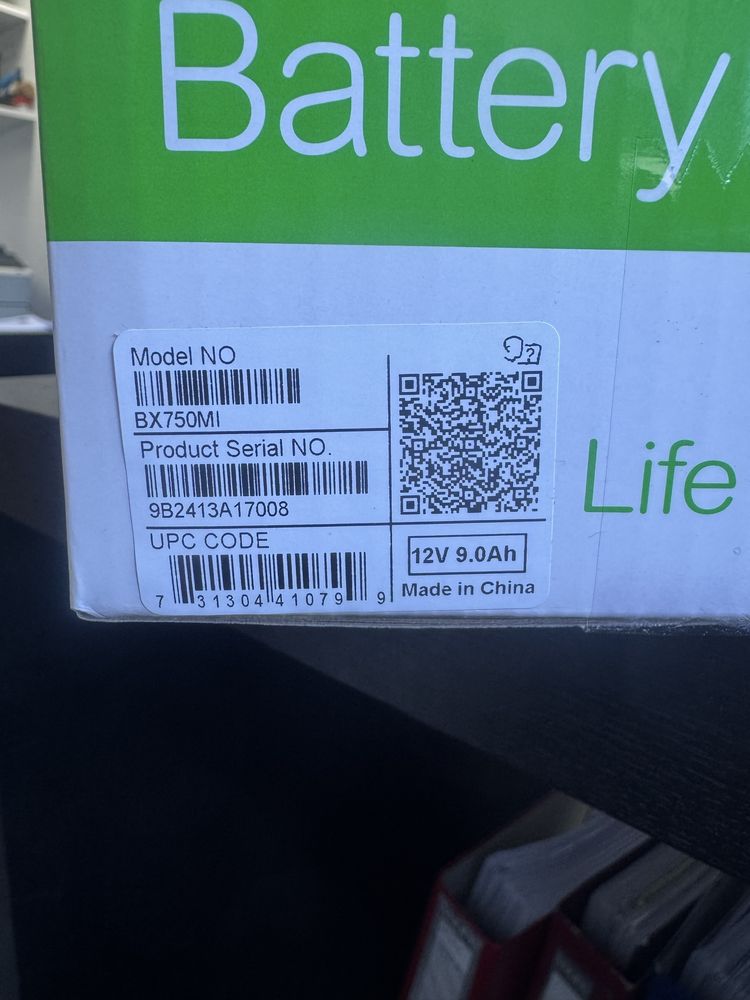 Battery
Model NO
BX750MI
Product Serial NO.
9B2413A17008
UPC CODE
7 31304 41079 9
12V 9.0Ah
Made in China
Life